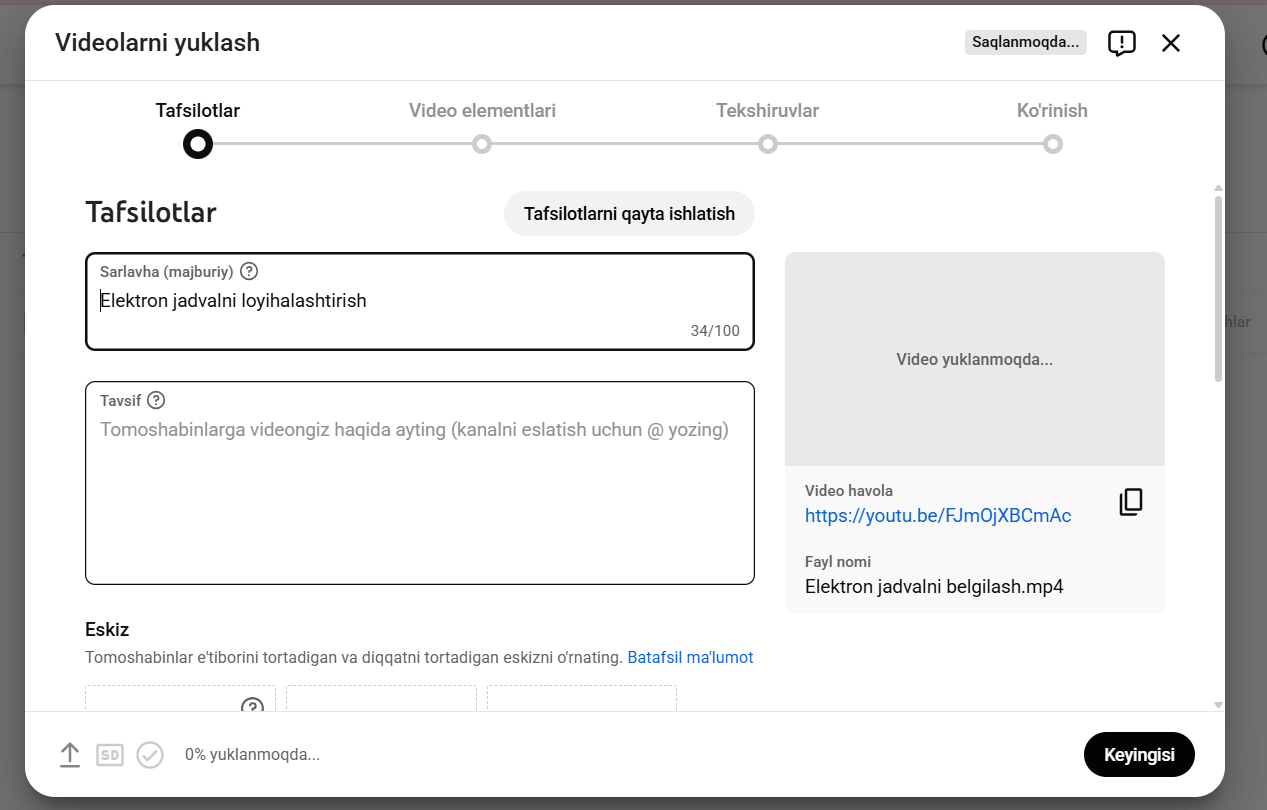 Videolarni yuklash
Saqlanmoqda...
Tafsilotlar
Video elementlari
Tekshiruvlar
Ko'rinish
Tafsilotlar
Tafsilotlarni qayta ishlatish
Sarlavha (majburiy)
Elektron jadvalni loyihalashtirish
34/100
Tavsif
Tomoshabinlarga videongiz haqida ayting (kanalni eslatish uchun @ yozing)
Video yuklanmoqda...
Video havola
https://youtu.be/FJmOjXBCmAc
Fayl nomi
Elektron jadvalni belgilash.mp4
Eskiz
Tomoshabinlar e'tiborini tortadigan va diqqatni tortadigan eskizni o'rnating. Batafsil ma'lumot
SD
0% yuklanmoqda...
Keyingisi